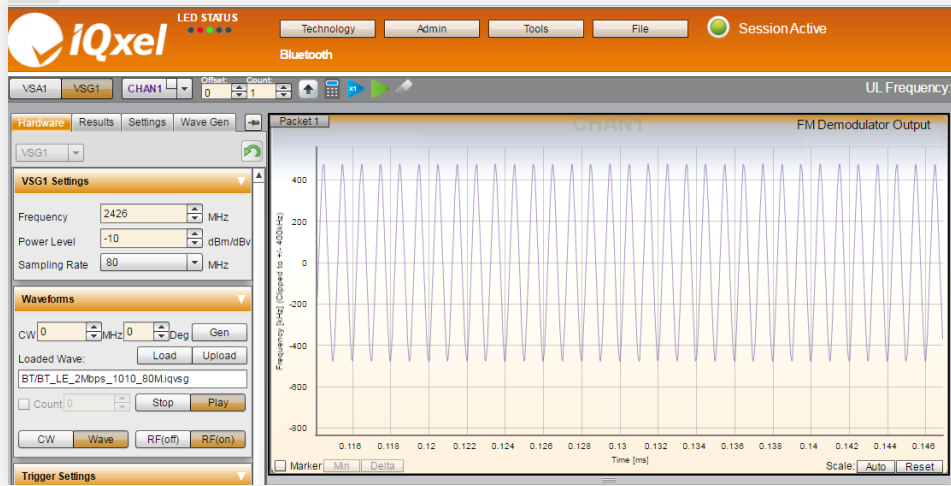 iQxel
LED STATUS
Technology Admin Tools File Session Active
Bluetooth
VSA1 VSG1 CHAN1 Offset: 0 Count: 1 x1 UL Frequency:
Hardware Results Settings Wave Gen
VSG1
VSG1 Settings
Frequency 2426 MHz
Power Level -10 dBm/dBv
Sampling Rate 80 MHz
Waveforms
CW 0 MHz 0 Deg Gen
Loaded Wave: Load Upload
BT/BT_LE_2Mbps_1010_80M.iqvsg
Count 0 Stop Play
CW Wave RF(off) RF(on)
Trigger Settings
Packet 1 CHAN1 FM Demodulator Output
Frequency [kHz] (Clipped to +/- 400kHz)
400
200
0
-200
-400
-600
-800
0.116 0.118 0.12 0.122 0.124 0.126 0.128 0.13 0.132 0.134 0.136 0.138 0.14 0.142 0.144 0.146
Time [ms]
Marker Min Delta Scale: Auto Reset